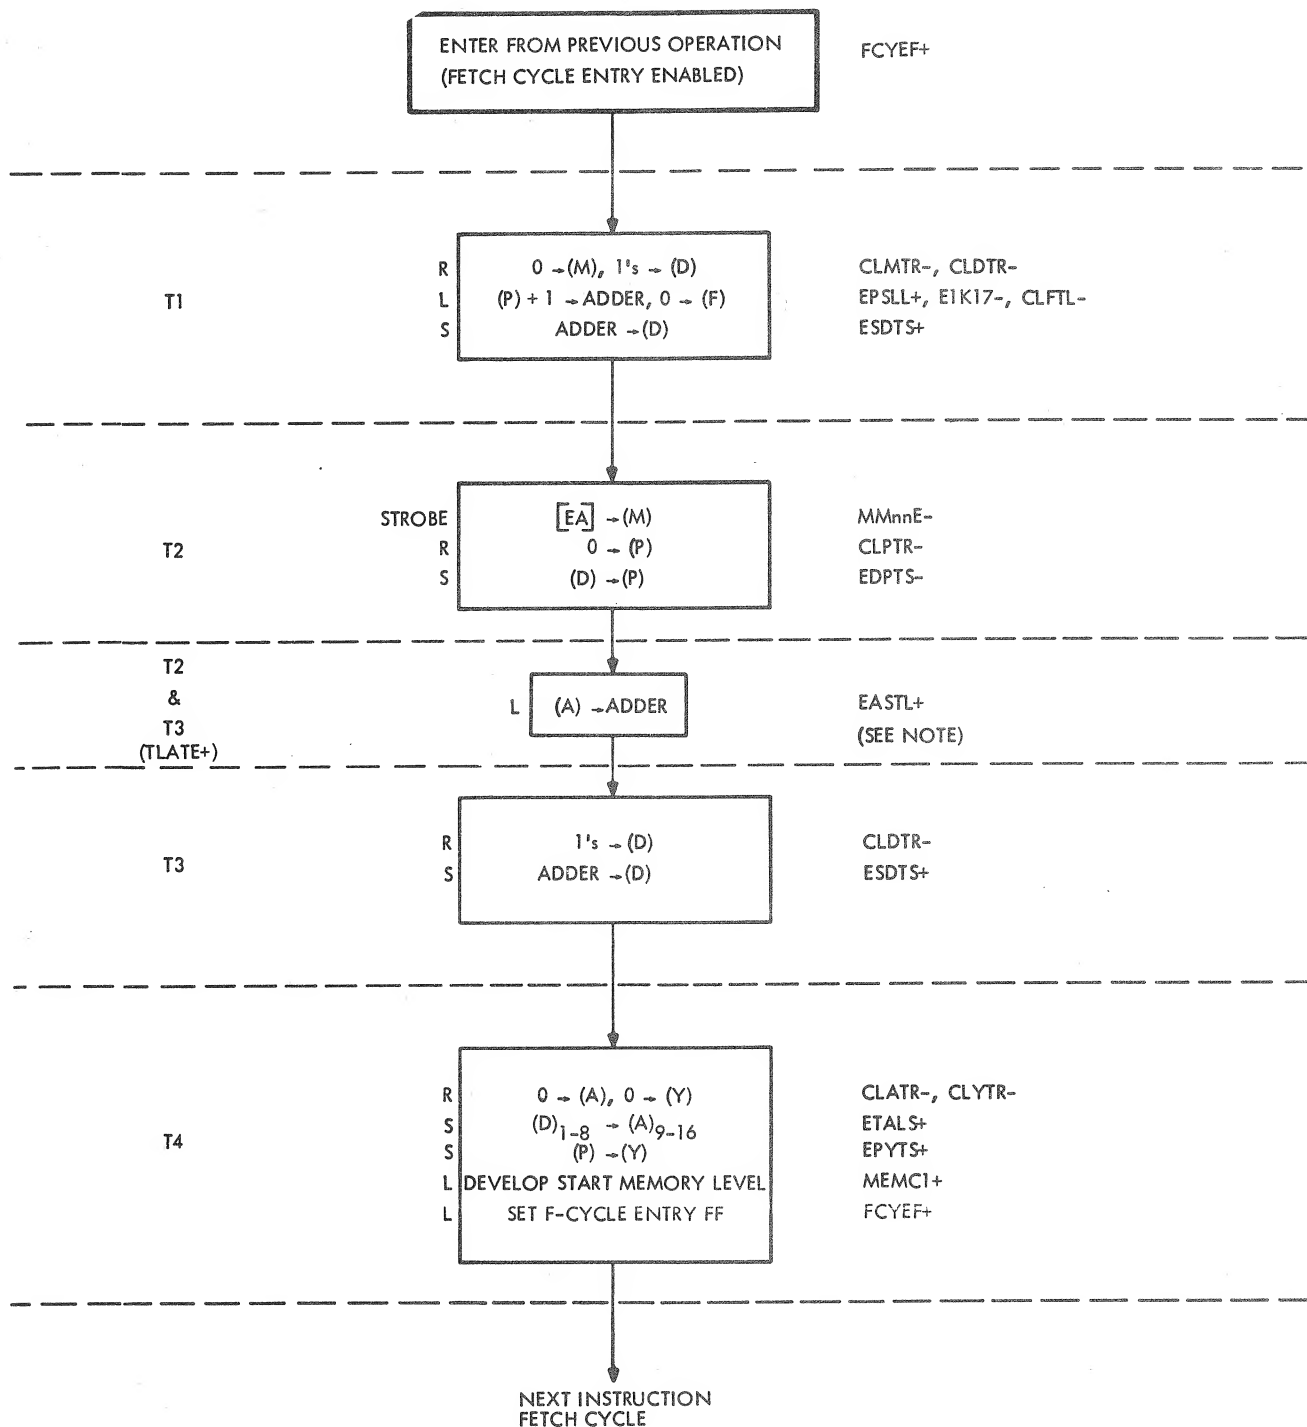 ENTER FROM PREVIOUS OPERATION FCYEF+
(FETCH CYCLE ENTRY ENABLED)
R 0 → (M), 1's → (D) CLMTR-, CLDTR-
T1 L (P) + 1 → ADDER, 0 → (F) EPSLL+, E1K17-, CLFTL-
S ADDER → (D) ESDTS+
STROBE [EA] → (M) MMnnE-
T2 R 0 → (P) CLPTR-
S (D) → (P) EDPTS-
T2
&
T3
(TLATE+)
L (A) → ADDER EASTL+
(SEE NOTE)
R 1's → (D) CLDTR-
T3 S ADDER → (D) ESDTS+
R 0 → (A), 0 → (Y) CLATR-, CLYTR-
T4 S (D)1-8 → (A)9-16 ETALS+
S (P) → (Y) EPYTS+
L DEVELOP START MEMORY LEVEL MEMC1+
L SET F-CYCLE ENTRY FF FCYEF+
NEXT INSTRUCTION
FETCH CYCLE